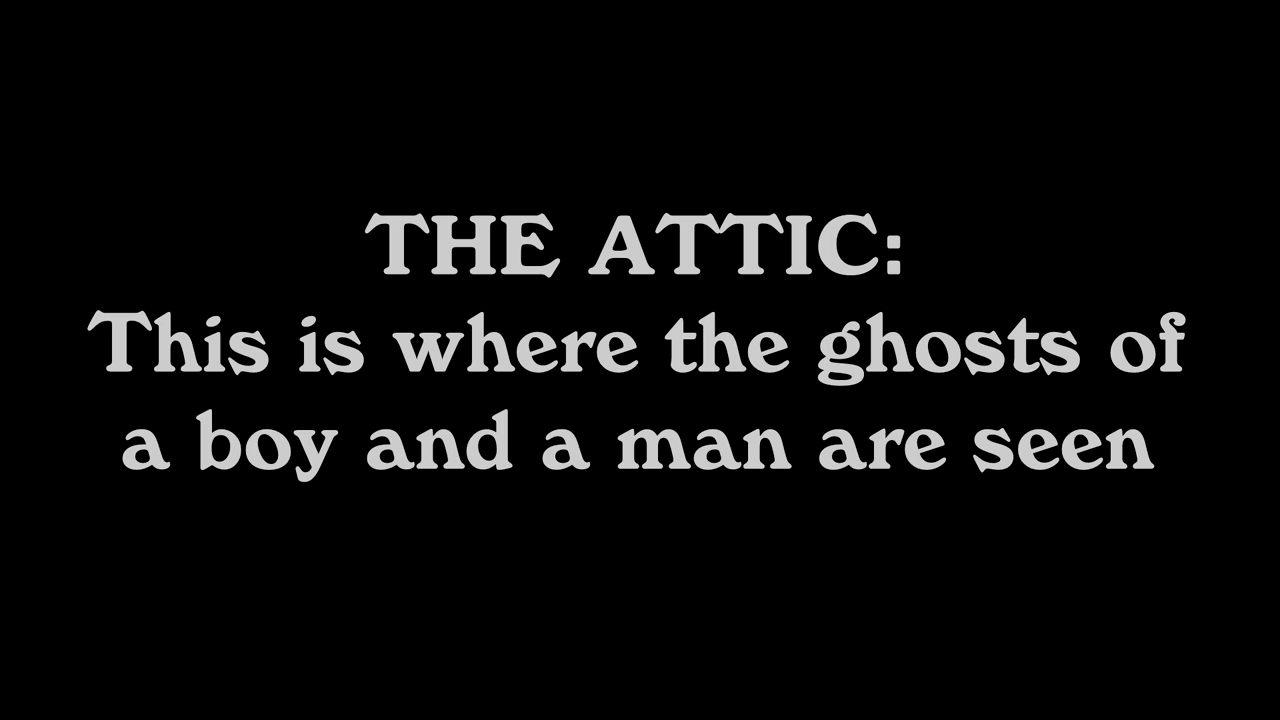 THE ATTIC:
This is where the ghosts of
a boy and a man are seen